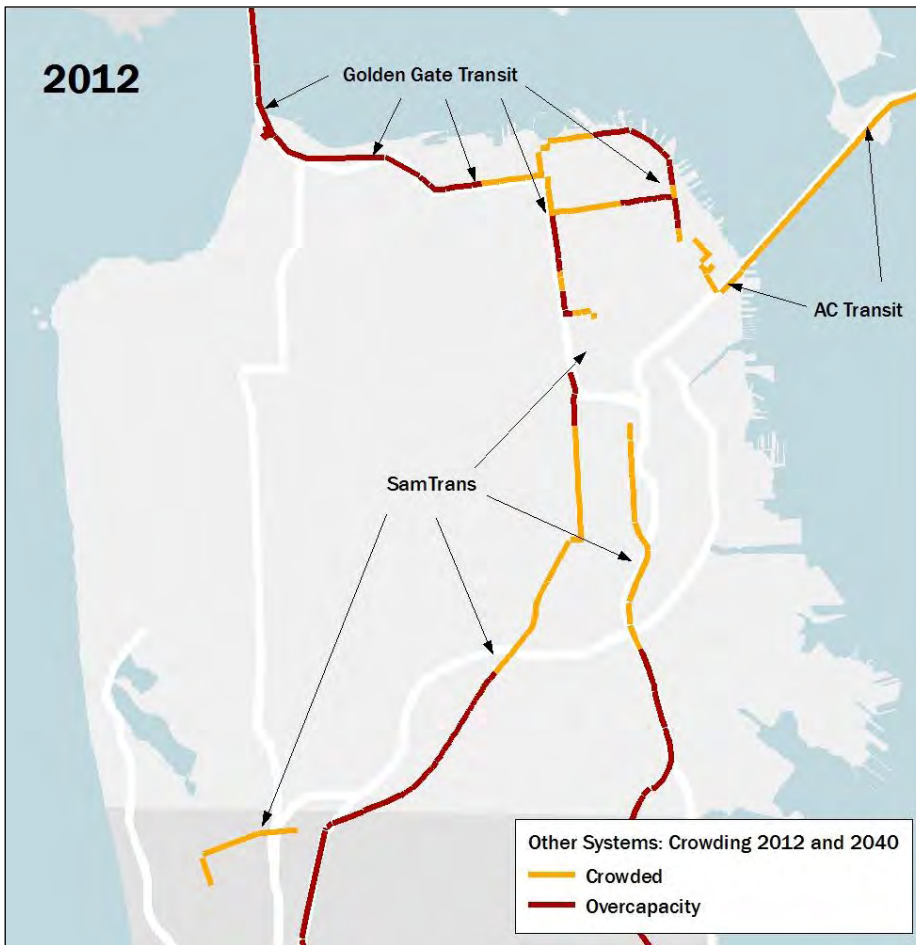 2012
Golden Gate Transit
AC Transit
SamTrans
Other Systems: Crowding 2012 and 2040
Crowded
Overcapacity